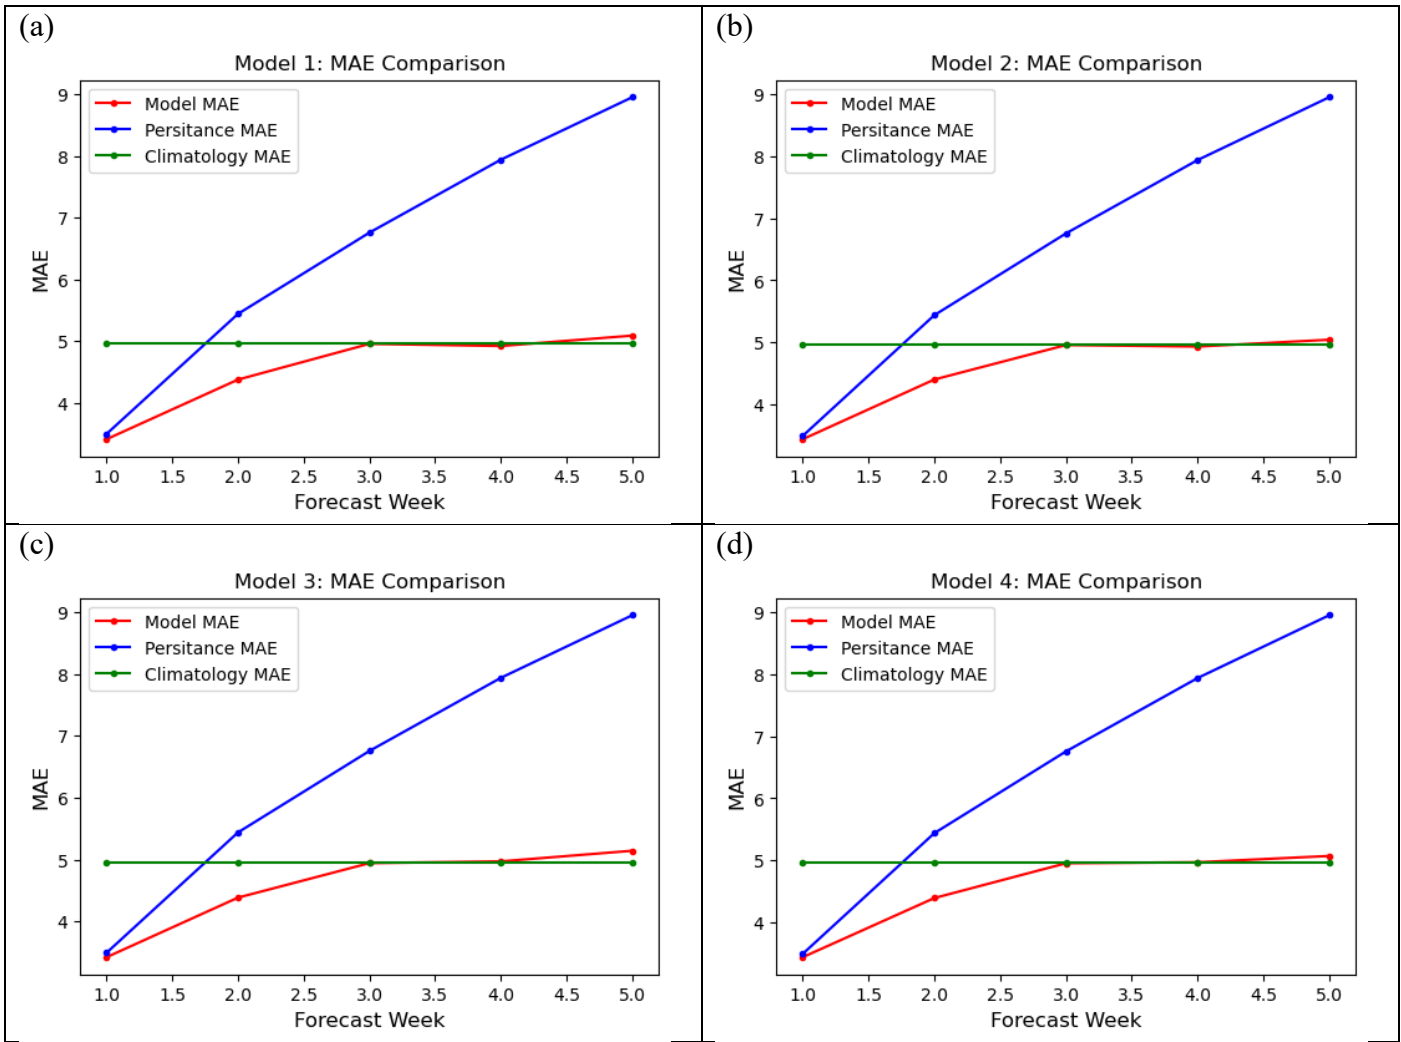 (a)
Model 1: MAE Comparison
Model MAE
Persitance MAE
Climatology MAE
9
8
7
6
5
4
MAE
1.0 1.5 2.0 2.5 3.0 3.5 4.0 4.5 5.0
Forecast Week
(b)
Model 2: MAE Comparison
Model MAE
Persitance MAE
Climatology MAE
9
8
7
6
5
4
MAE
1.0 1.5 2.0 2.5 3.0 3.5 4.0 4.5 5.0
Forecast Week
(c)
Model 3: MAE Comparison
Model MAE
Persitance MAE
Climatology MAE
9
8
7
6
5
4
MAE
1.0 1.5 2.0 2.5 3.0 3.5 4.0 4.5 5.0
Forecast Week
(d)
Model 4: MAE Comparison
Model MAE
Persitance MAE
Climatology MAE
9
8
7
6
5
4
MAE
1.0 1.5 2.0 2.5 3.0 3.5 4.0 4.5 5.0
Forecast Week